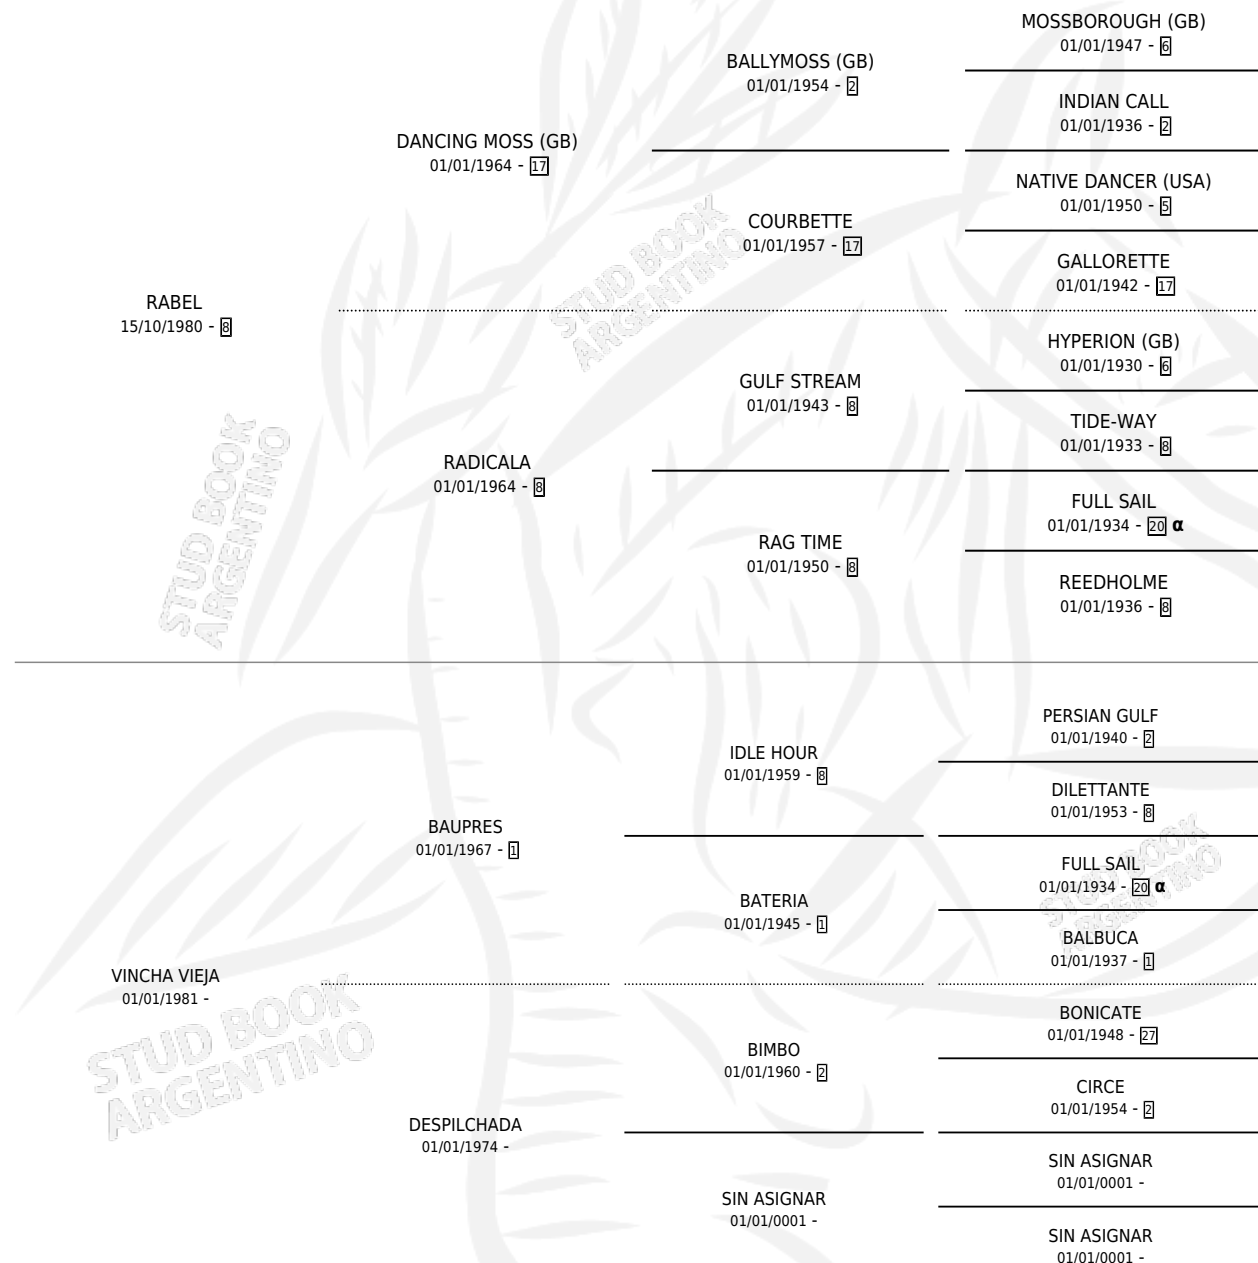 MOSSBOROUGH (GB)
01/01/1947 - 6
BALLYMOSS (GB)
01/01/1954 - 2
INDIAN CALL
01/01/1936 - 2
DANCING MOSS (GB)
01/01/1964 - 17
NATIVE DANCER (USA)
01/01/1950 - 5
COURBETTE
01/01/1957 - 17
GALLORETTE
01/01/1942 - 17
RABEL
15/10/1980 - 8
HYPERION (GB)
01/01/1930 - 6
GULF STREAM
01/01/1943 - 8
TIDE-WAY
01/01/1933 - 8
RADICALA
01/01/1964 - 8
FULL SAIL
01/01/1934 - 20 α
RAG TIME
01/01/1950 - 8
REEDHOLME
01/01/1936 - 8
PERSIAN GULF
01/01/1940 - 2
IDLE HOUR
01/01/1959 - 8
DILETTANTE
01/01/1953 - 8
BAUPRES
01/01/1967 - 1
FULL SAIL
01/01/1934 - 20 α
BATERIA
01/01/1945 - 1
BALBUCA
01/01/1937 - 1
VINCHA VIEJA
01/01/1981 -
BONICATE
01/01/1948 - 27
BIMBO
01/01/1960 - 2
CIRCE
01/01/1954 - 2
DESPILCHADA
01/01/1974 -
SIN ASIGNAR
01/01/0001 -
SIN ASIGNAR
01/01/0001 -
SIN ASIGNAR
01/01/0001 -
STUD BOOK
ARGENTINO
STUD BOOK
ARGENTINO
STUD BOOK
ARGENTINO
STUD BOOK
ARGENTINO